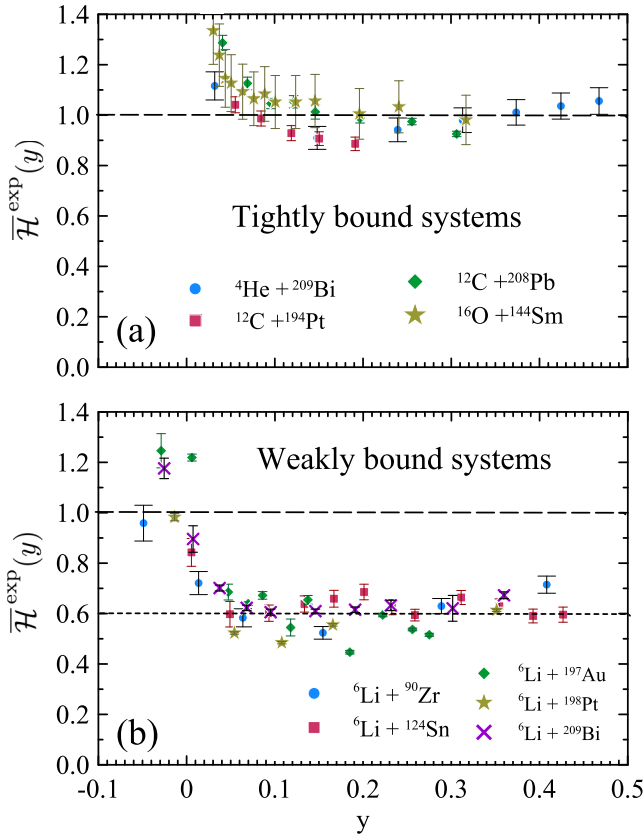 1.4
1.2
1.0
0.8
0.6
0.4
0.2
0.0
H̅ᵉˣᵖ(y)
Tightly bound systems
⁴He + ²⁰⁹Bi
¹²C + ¹⁹⁴Pt
¹²C + ²⁰⁸Pb
¹⁶O + ¹⁴⁴Sm
(a)
1.4
1.2
1.0
0.8
0.6
0.4
0.2
0.0
H̅ᵉˣᵖ(y)
Weakly bound systems
⁶Li + ⁹⁰Zr
⁶Li + ¹²⁴Sn
⁶Li + ¹⁹⁷Au
⁶Li + ¹⁹⁸Pt
⁶Li + ²⁰⁹Bi
(b)
-0.1 0 0.1 0.2 0.3 0.4 0.5
y